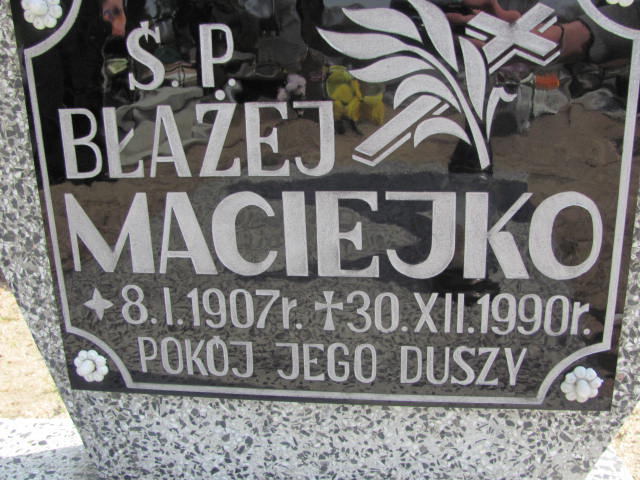 Ś.P.
BŁAŻEJ
MACIEJKO
8.I.1907r. 30.XII.1990r.
POKÓJ JEGO DUSZY